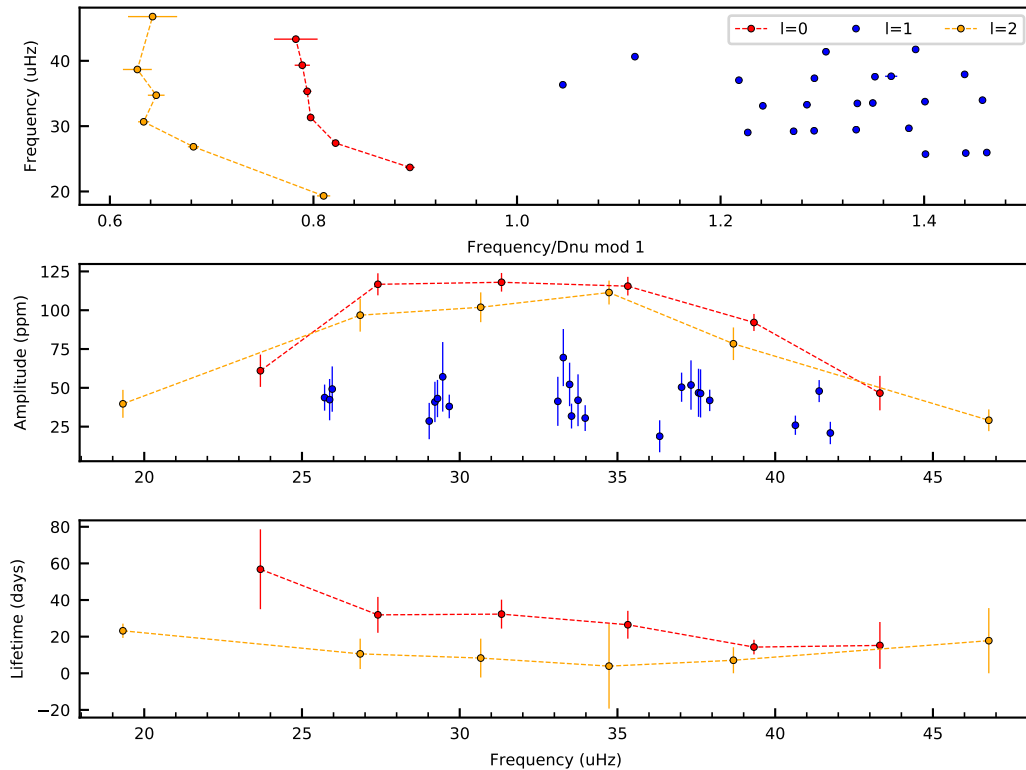 l=0 l=1 l=2
40
30
20
Frequency (uHz)
0.6 0.8 1.0 1.2 1.4
Frequency/Dnu mod 1
125
100
75
50
25
Amplitude (ppm)
20 25 30 35 40 45
80
60
40
20
0
−20
Lifetime (days)
20 25 30 35 40 45
Frequency (uHz)